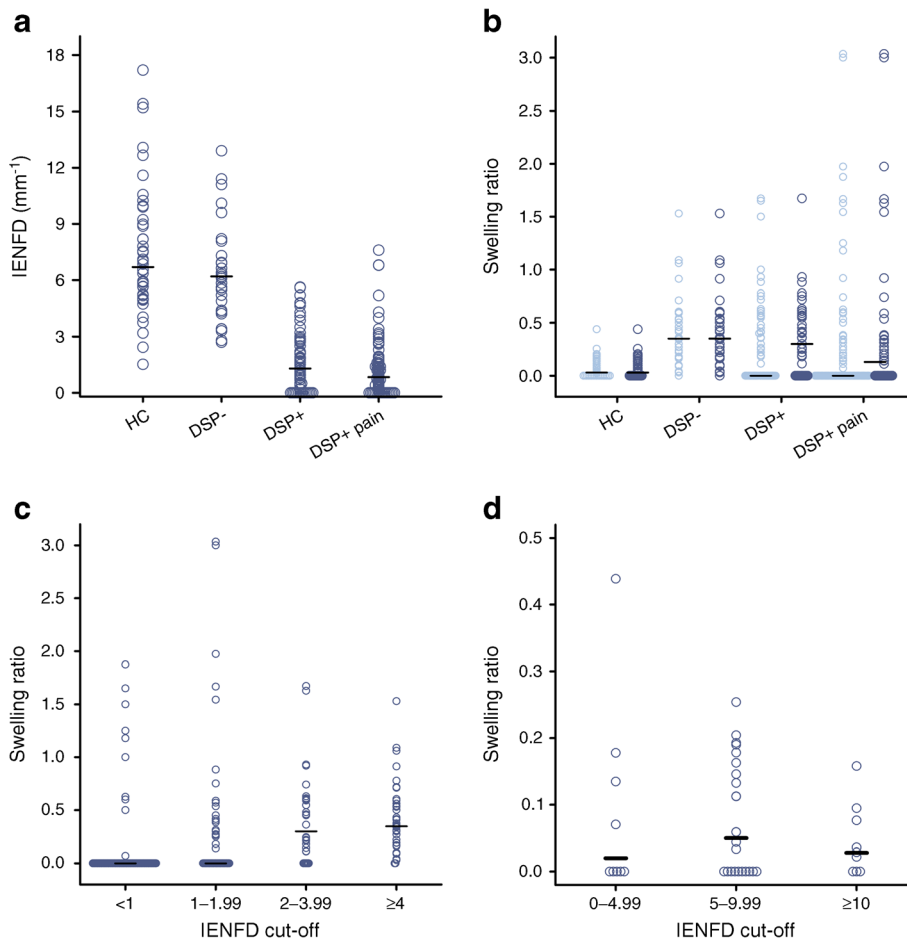 a
18
15
12
9
6
3
0
IENFD (mm⁻¹)
HC
DSP-
DSP+
DSP+ pain
b
3.0
2.5
2.0
1.5
1.0
0.5
0.0
Swelling ratio
HC
DSP-
DSP+
DSP+ pain
c
3.0
2.5
2.0
1.5
1.0
0.5
0.0
Swelling ratio
<1 1–1.99 2–3.99 ≥4
IENFD cut-off
d
0.5
0.4
0.3
0.2
0.1
0.0
Swelling ratio
0–4.99 5–9.99 ≥10
IENFD cut-off